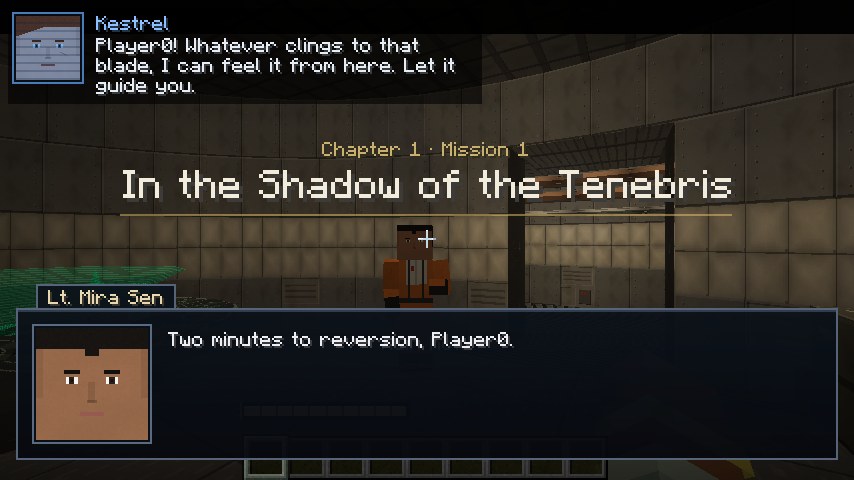 Kestrel
Player0! Whatever clings to that
blade, I can feel it from here. Let it
guide you.
Chapter 1 · Mission 1
In the Shadow of the Tenebris
Lt. Mira Sen
Two minutes to reversion, Player0.